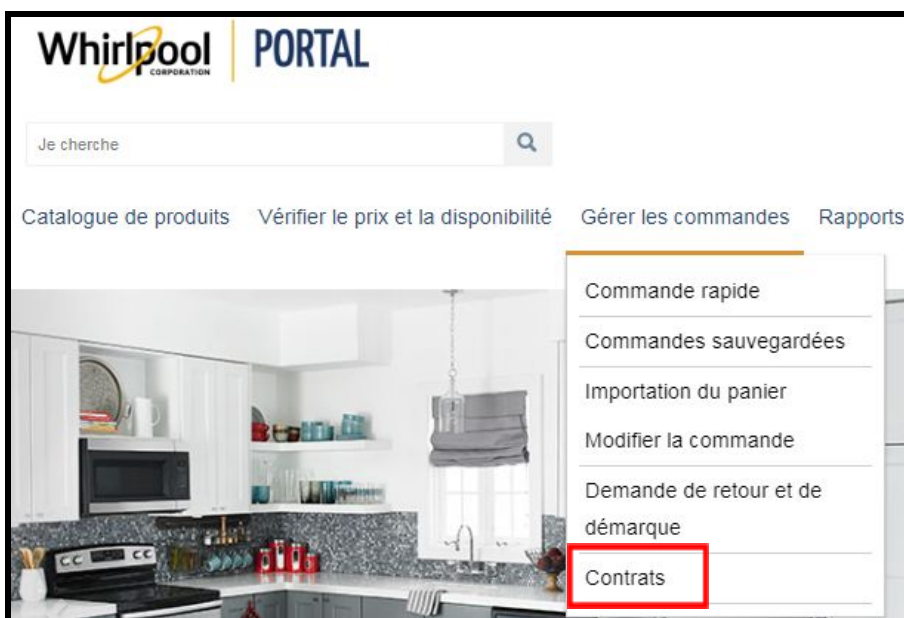 Whirlpool PORTAL
CORPORATION
Je cherche
Catalogue de produits Vérifier le prix et la disponibilité Gérer les commandes Rapports
Commande rapide
Commandes sauvegardées
Importation du panier
Modifier la commande
Demande de retour et de
démarque
Contrats